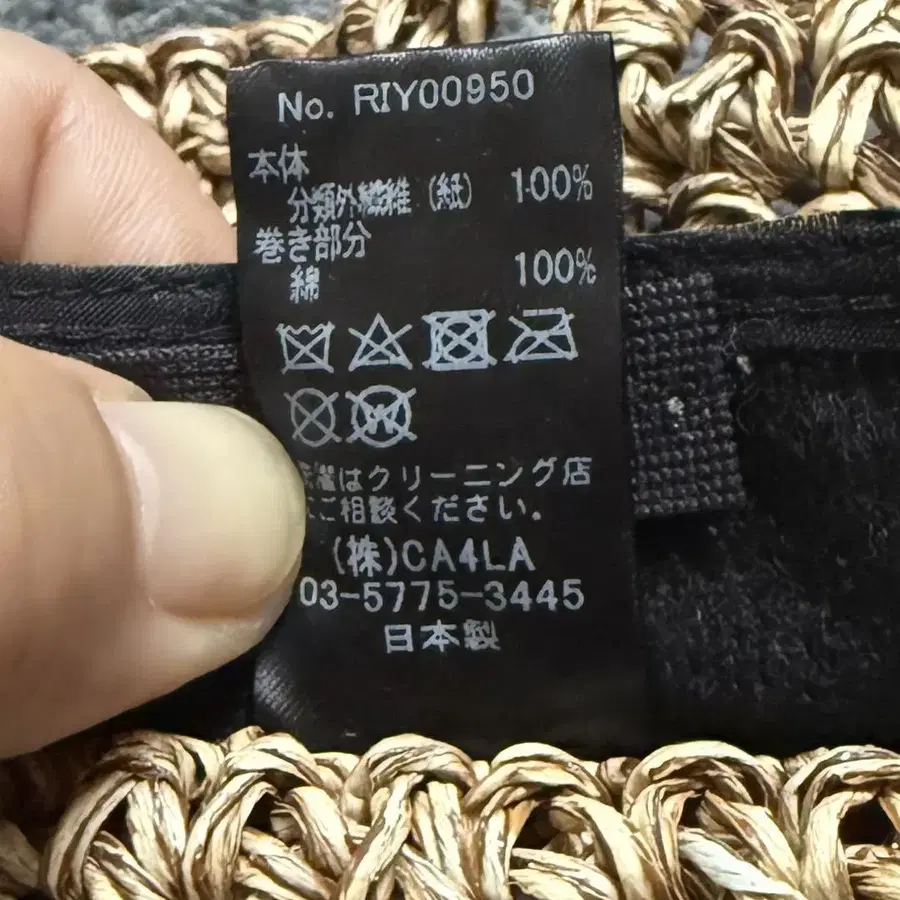 No. RIY00950
本体
分類外繊維 (紙) 100%
巻き部分
綿 100%
濯はクリーニング店
ご相談ください。
(株)CA4LA
03-5775-3445
日本製